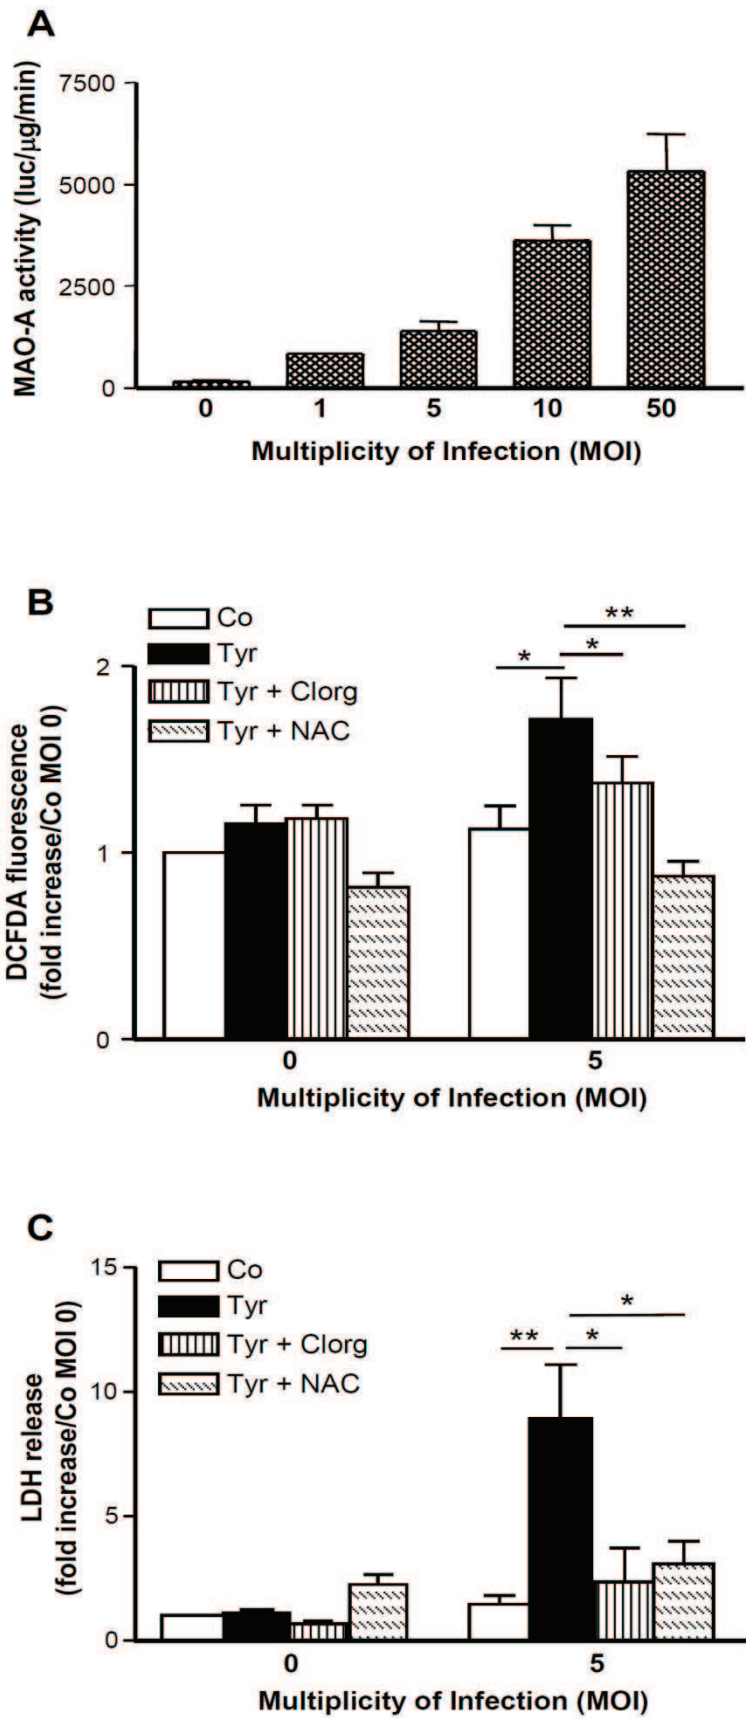 A
MAO-A activity (luc/µg/min)
7500
5000
2500
0
0 1 5 10 50
Multiplicity of Infection (MOI)
B
DCFDA fluorescence
(fold increase/Co MOI 0)
Co
Tyr
Tyr + Clorg
Tyr + NAC
**
* *
2
1
0
0 5
Multiplicity of Infection (MOI)
C
LDH release
(fold increase/Co MOI 0)
Co
Tyr
Tyr + Clorg
Tyr + NAC
*
** *
15
10
5
0
0 5
Multiplicity of Infection (MOI)